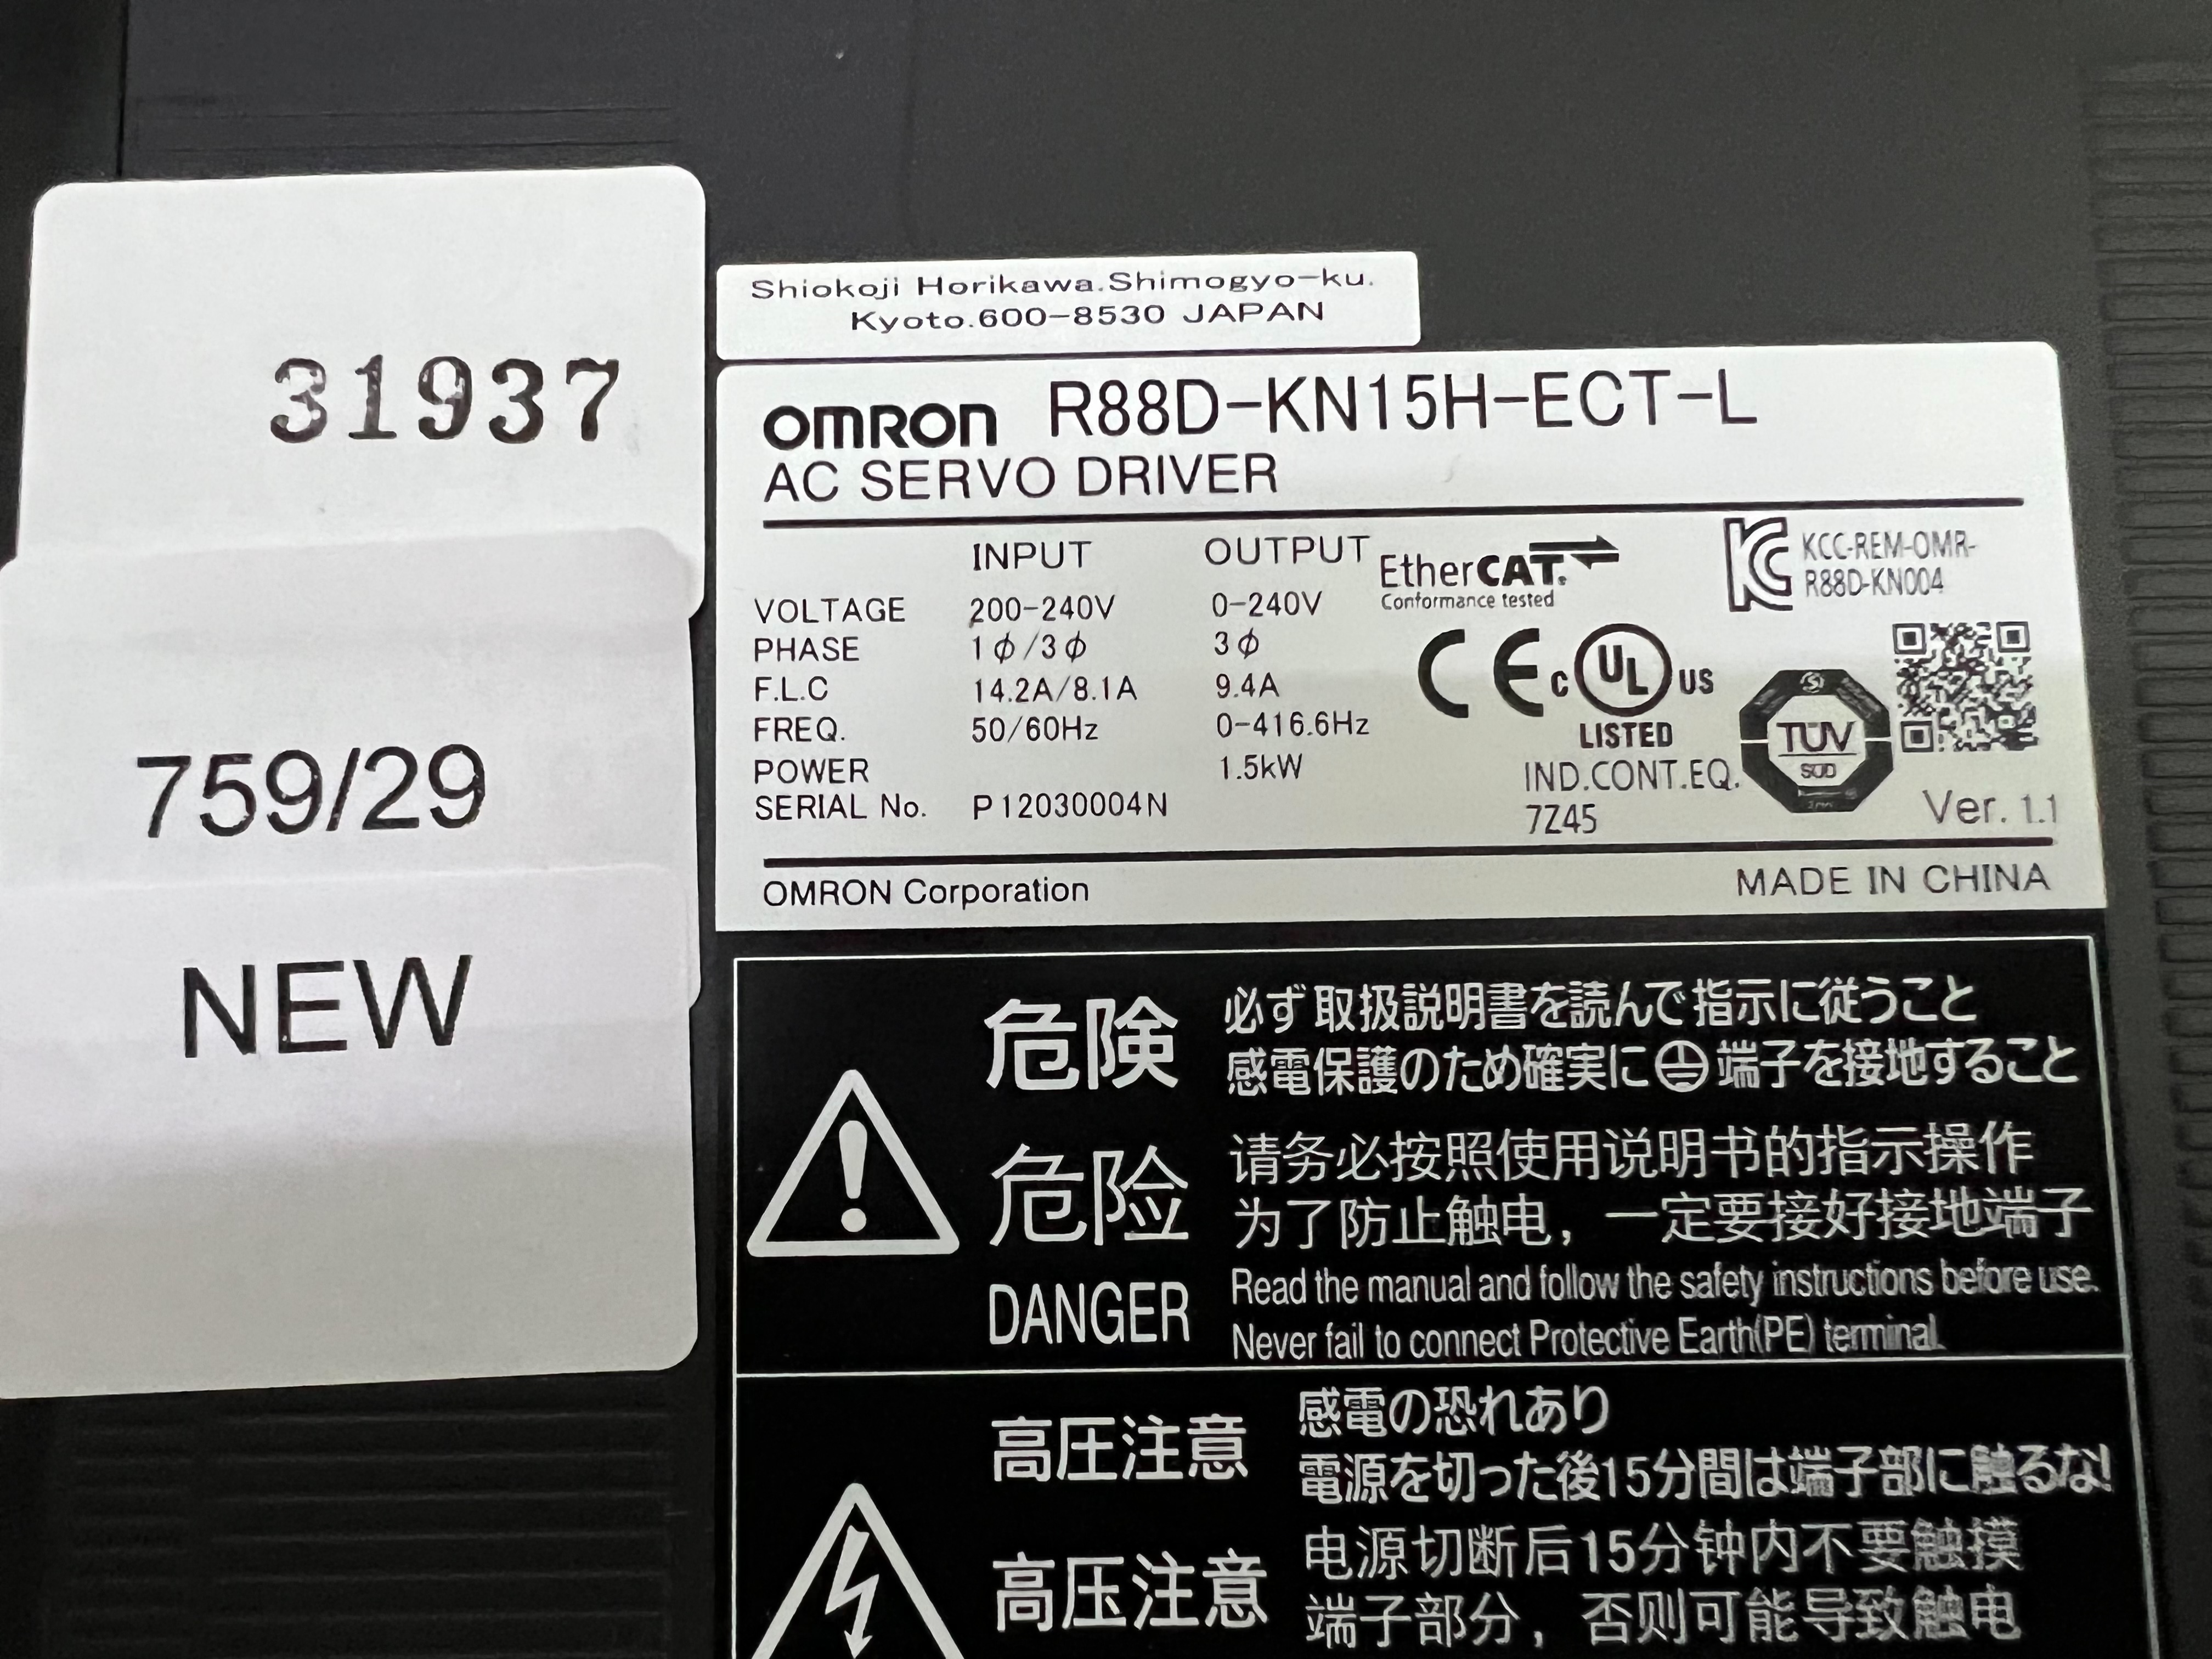 31937
759/29
NEW
Shiokoji Horikawa.Shimogyo-ku.
Kyoto.600-8530 JAPAN
OMRON R88D-KN15H-ECT-L
AC SERVO DRIVER
INPUT OUTPUT
VOLTAGE 200-240V 0-240V
PHASE 1ϕ/3ϕ 3ϕ
F.L.C 14.2A/8.1A 9.4A
FREQ. 50/60Hz 0-416.6Hz
POWER 1.5kW
SERIAL No. P12030004N
EtherCAT.
Conformance tested
KCC-REM-OMR-
R88D-KN004
CE
C UL US
LISTED
IND.CONT.EQ.
7Z45
TÜV
SÜD
Ver. 1.1
OMRON Corporation
MADE IN CHINA
危険
必ず取扱説明書を読んで指示に従うこと
感電保護のため確実に⏚端子を接地すること
危险
请务必按照使用说明书的指示操作
为了防止触电，一定要接好接地端子
DANGER
Read the manual and follow the safety instructions before use.
Never fail to connect Protective Earth(PE) terminal.
高圧注意
感電の恐れあり
電源を切った後15分間は端子部に触るな!
高压注意
电源切断后15分钟内不要触摸
端子部分，否则可能导致触电